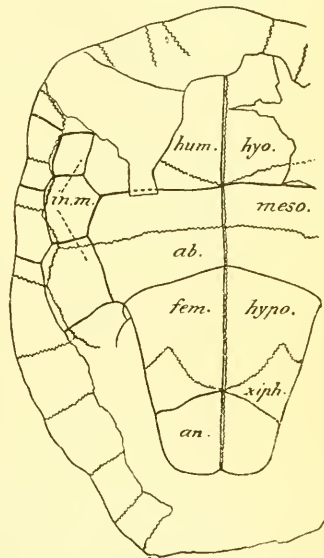 hum. hyo.
in.m. meso.
ab.
fem. hypo.
xiph.
an.